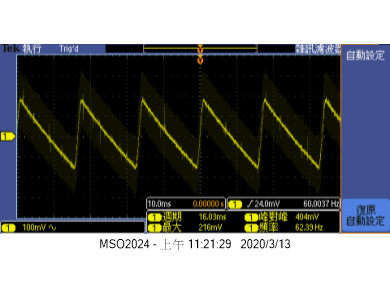 Tek 執行 Trig'd 雜訊濾波器
自動設定
1
10.0ms 0.00000 s 1 / 24.0mV 60.0037 Hz
1 週期 16.03ms 1 峰對峰 404mV
1 最大 216mV 1 頻率 62.39 Hz
1 100mV
復原
自動設定
MSO2024 - 上午 11:21:29 2020/3/13